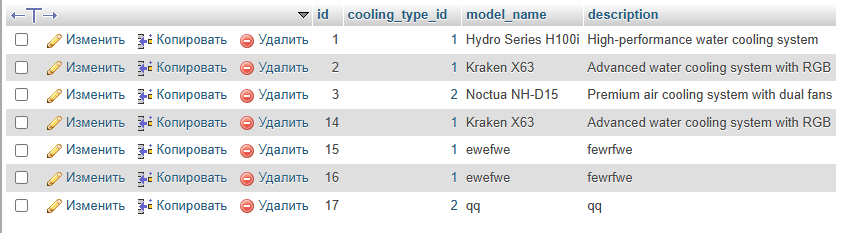 id cooling_type_id model_name description
Изменить Копировать Удалить 1 1 Hydro Series H100i High-performance water cooling system
Изменить Копировать Удалить 2 1 Kraken X63 Advanced water cooling system with RGB
Изменить Копировать Удалить 3 2 Noctua NH-D15 Premium air cooling system with dual fans
Изменить Копировать Удалить 14 1 Kraken X63 Advanced water cooling system with RGB
Изменить Копировать Удалить 15 1 ewefwe fewrfwe
Изменить Копировать Удалить 16 1 ewefwe fewrfwe
Изменить Копировать Удалить 17 2 qq qq